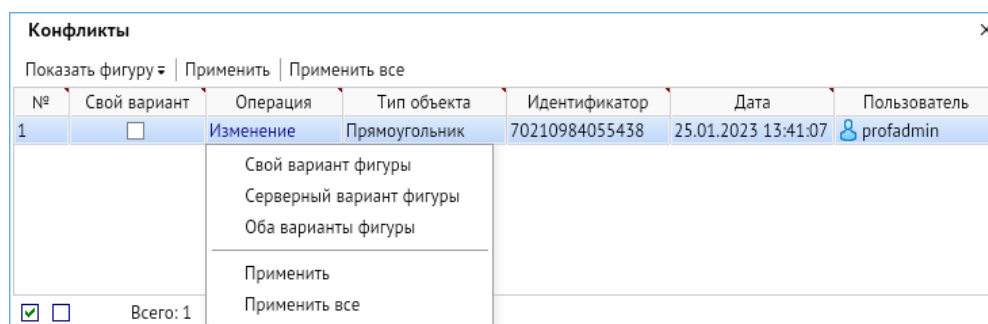 Конфликты
Показать фигуру Применить Применить все
№ Свой вариант Операция Тип объекта Идентификатор Дата Пользователь
1 Изменение Прямоугольник 70210984055438 25.01.2023 13:41:07 profadmin
Свой вариант фигуры
Серверный вариант фигуры
Оба варианты фигуры
Применить
Применить все
Всего: 1